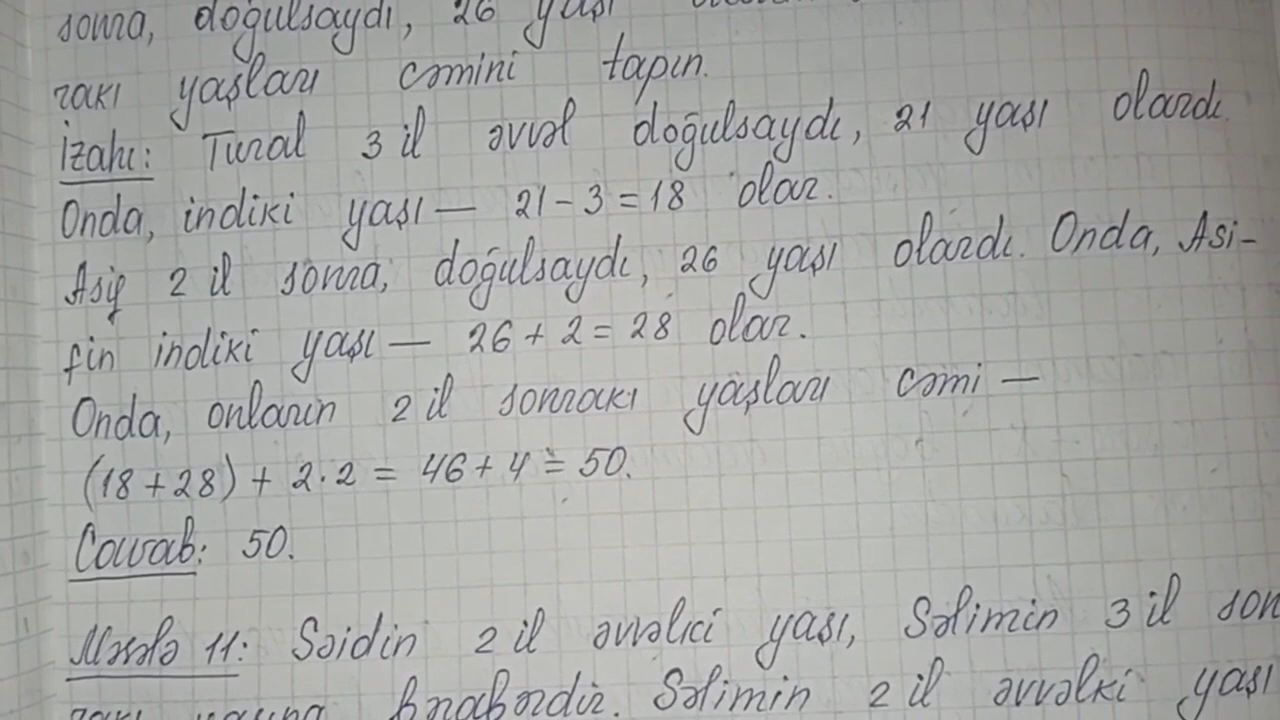 sonra, doğulsaydı, 26 yaşı
rakı yaşları cəmini tapın.
İzahı: Tural 3 il əvvəl doğulsaydı, 21 yaşı olardı.
Onda, indiki yaşı — 21 - 3 = 18 olar.
Asif 2 il sonra, doğulsaydı, 26 yaşı olardı. Onda, Asi-
fin indiki yaşı — 26 + 2 = 28 olar.
Onda, onların 2 il sonrakı yaşları cəmi —
(18 + 28) + 2·2 = 46 + 4 = 50.
Cavab: 50.
Məsələ 11: Səidin 2 il əvvəlki yaşı, Səlimin 3 il son
rakı yaşına bərabərdir. Səlimin 2 il əvvəlki yaşı